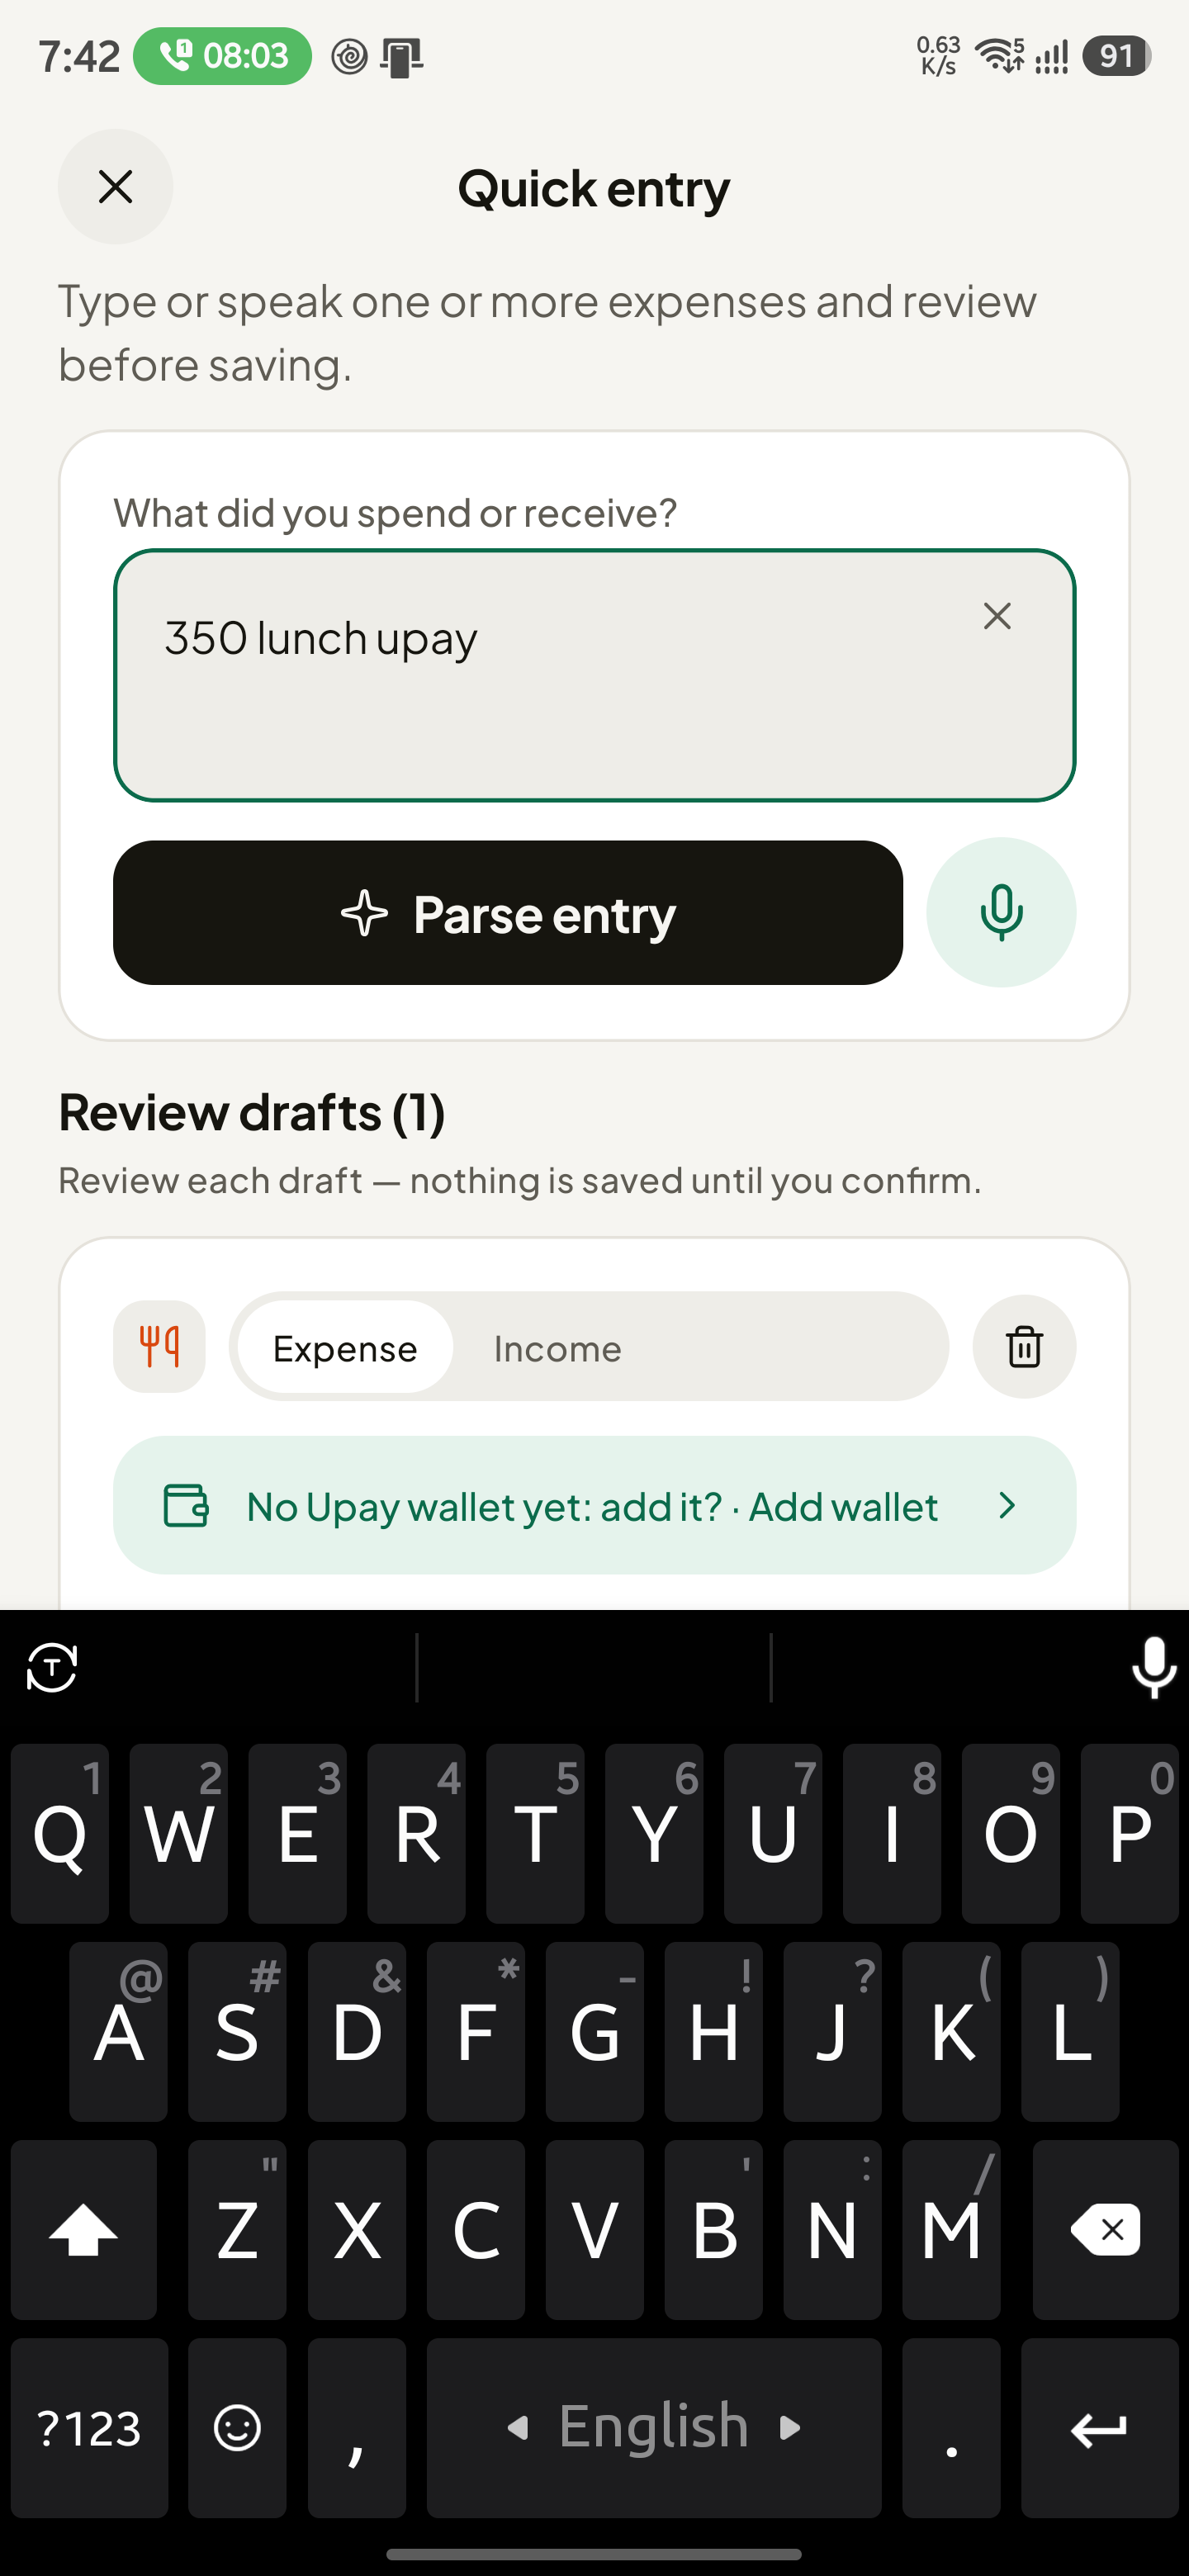 7:42 1 08:03 0.63 K/s 5 91
Quick entry
Type or speak one or more expenses and review
before saving.
What did you spend or receive?
350 lunch upay
Parse entry
Review drafts (1)
Review each draft — nothing is saved until you confirm.
Expense Income
No Upay wallet yet: add it? · Add wallet
T
1 2 3 4 5 6 7 8 9 0
Q W E R T Y U I O P
@ # & * - ! ? ( )
A S D F G H J K L
" ' : /
Z X C V B N M
?123 , English .